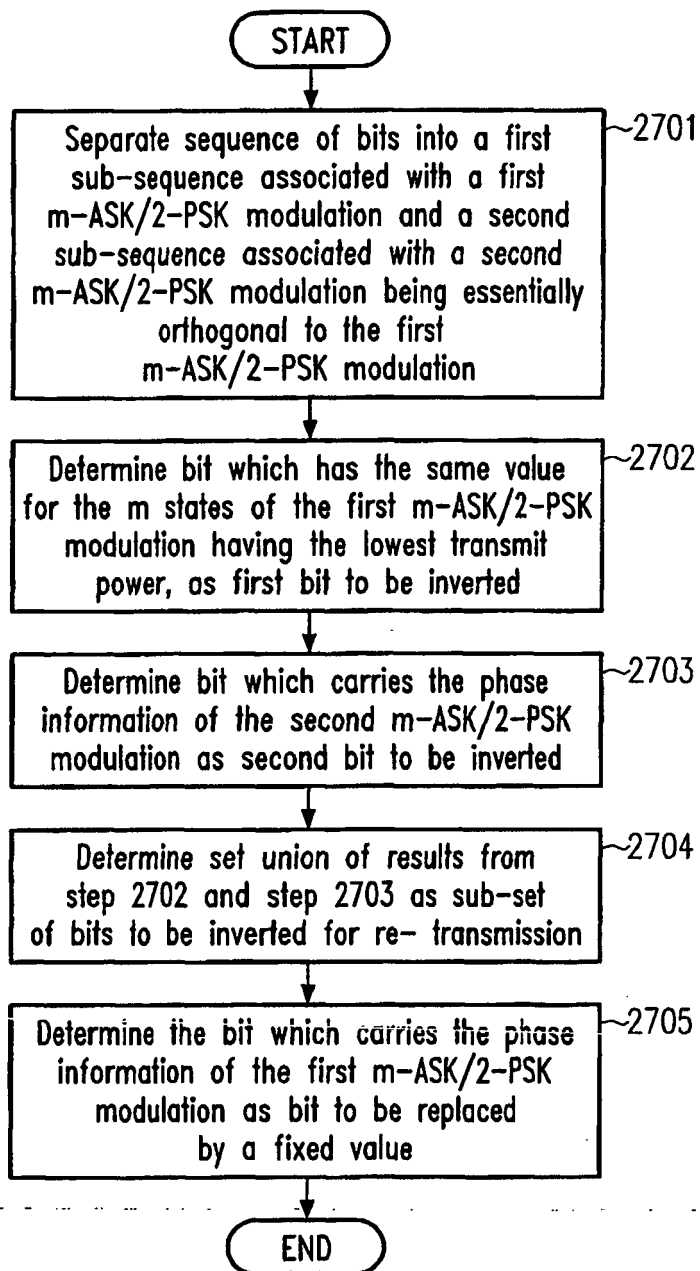 START
Separate sequence of bits into a first
sub-sequence associated with a first
m-ASK/2-PSK modulation and a second
sub-sequence associated with a second
m-ASK/2-PSK modulation being essentially
orthogonal to the first
m-ASK/2-PSK modulation
2701
Determine bit which has the same value
for the m states of the first m-ASK/2-PSK
modulation having the lowest transmit
power, as first bit to be inverted
2702
Determine bit which carries the phase
information of the second m-ASK/2-PSK
modulation as second bit to be inverted
2703
Determine set union of results from
step 2702 and step 2703 as sub-set
of bits to be inverted for re- transmission
2704
Determine the bit which carries the phase
information of the first m-ASK/2-PSK
modulation as bit to be replaced
by a fixed value
2705
END